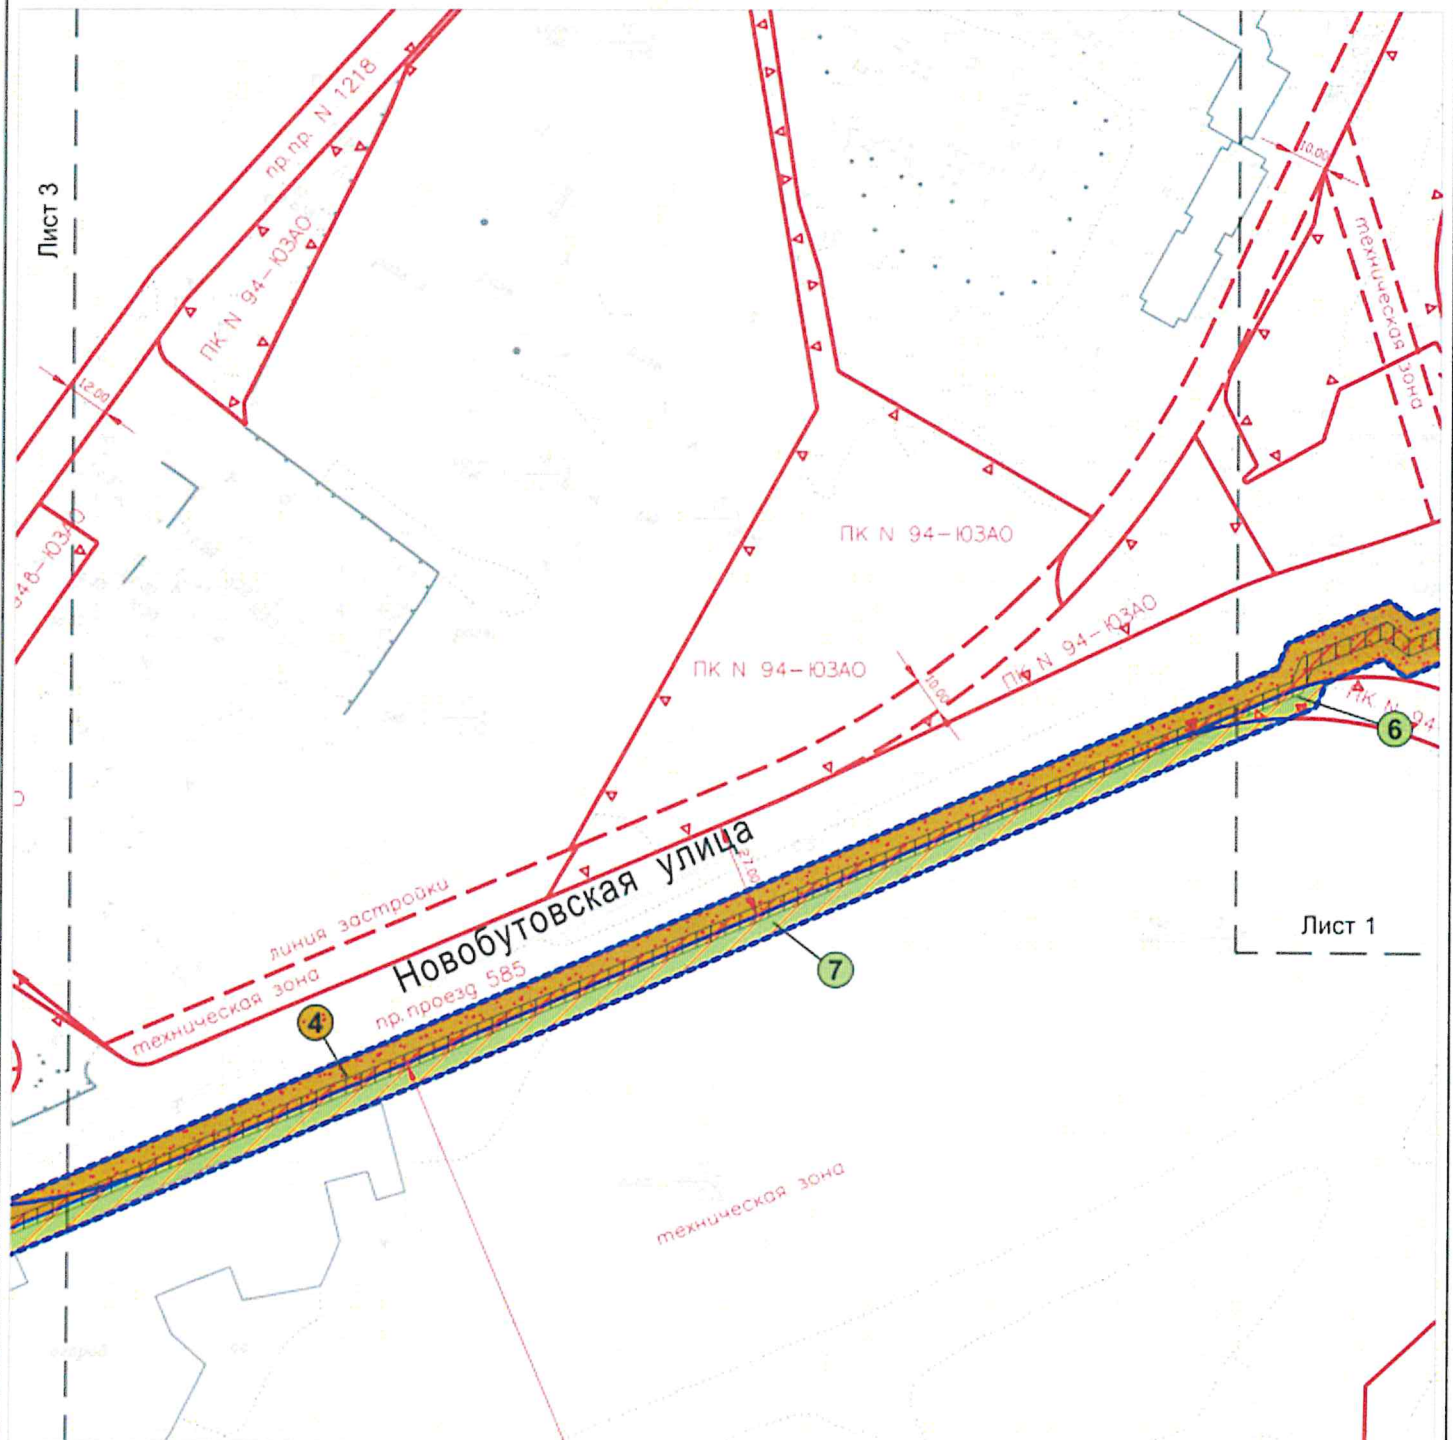 пр.пр. N 1218
Лист 3
ПК N 94-ЮЗАО
10.00
техническая зона
12.00
ПК N 94-ЮЗАО
ПК N 94-ЮЗАО
ПК N 94-ЮЗАО
10.00
ПК N 94
6
27.00
Новобутовская улица
линия застройки
Лист 1
7
пр.проезд 585
техническая зона
4
техническая зона